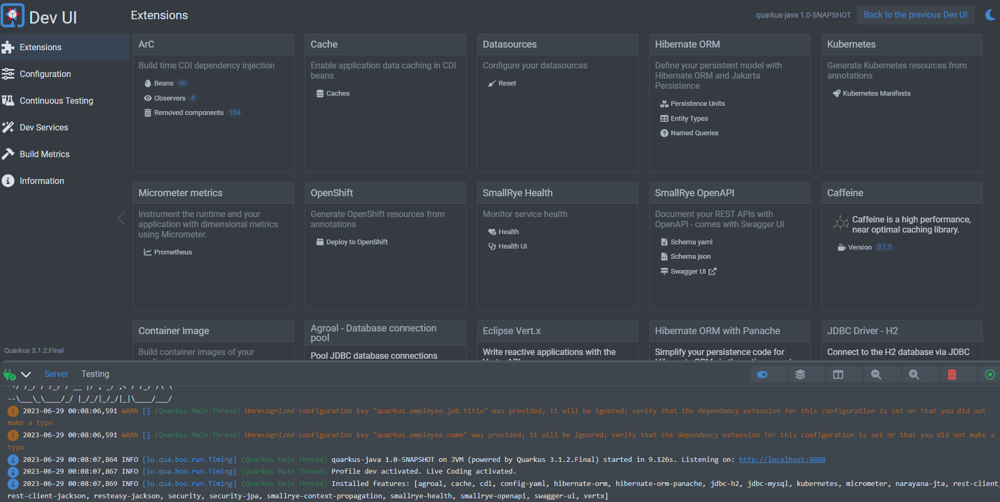 Dev UI
Extensions
quarkus-java 1.0-SNAPSHOT
Back to the previous Dev UI
Extensions
Configuration
Continuous Testing
Dev Services
Build Metrics
Information
Quarkus 3.1.2.Final
ArC
Build time CDI dependency injection
Beans 96
Observers 4
Removed components 104
Cache
Enable application data caching in CDI
beans
Caches
Datasources
Configure your datasources
Reset
Hibernate ORM
Define your persistent model with
Hibernate ORM and Jakarta
Persistence
Persistence Units
Entity Types
Named Queries
Kubernetes
Generate Kubernetes resources from
annotations
Kubernetes Manifests
Micrometer metrics
Instrument the runtime and your
application with dimensional metrics
using Micrometer.
Prometheus
OpenShift
Generate OpenShift resources from
annotations
Deploy to OpenShift
SmallRye Health
Monitor service health
Health
Health UI
SmallRye OpenAPI
Document your REST APIs with
OpenAPI - comes with Swagger UI
Schema yaml
Schema json
Swagger UI
Caffeine
Caffeine is a high performance,
near optimal caching library.
Version 3.1.5
Container Image
Build container images of your
Agroal - Database connection
pool
Pool JDBC database connections
Eclipse Vert.x
Write reactive applications with the
Hibernate ORM with Panache
Simplify your persistence code for
JDBC Driver - H2
Connect to the H2 database via JDBC
Server
Testing
--\___\_\____/_/ |_/_/|_/_/|_|\____/___/
2023-06-29 00:08:06,591 WARN [] (Quarkus Main Thread) Unrecognized configuration key "quarkus.employee.job.title" was provided; it will be ignored; verify that the dependency extension for this configuration is set or that you did not
make a typo
2023-06-29 00:08:06,591 WARN [] (Quarkus Main Thread) Unrecognized configuration key "quarkus.employee.name" was provided; it will be ignored; verify that the dependency extension for this configuration is set or that you did not make a
typo
2023-06-29 00:08:07,864 INFO [io.qua.boo.run.Timing] (Quarkus Main Thread) quarkus-java 1.0-SNAPSHOT on JVM (powered by Quarkus 3.1.2.Final) started in 9.126s. Listening on: http://localhost:8080
2023-06-29 00:08:07,867 INFO [io.qua.boo.run.Timing] (Quarkus Main Thread) Profile dev activated. Live Coding activated.
2023-06-29 00:08:07,869 INFO [io.qua.boo.run.Timing] (Quarkus Main Thread) Installed features: [agroal, cache, cdi, config-yaml, hibernate-orm, hibernate-orm-panache, jdbc-h2, jdbc-mysql, kubernetes, micrometer, narayana-jta, rest-client,
rest-client-jackson, resteasy-jackson, security, security-jpa, smallrye-context-propagation, smallrye-health, smallrye-openapi, swagger-ui, vertx]